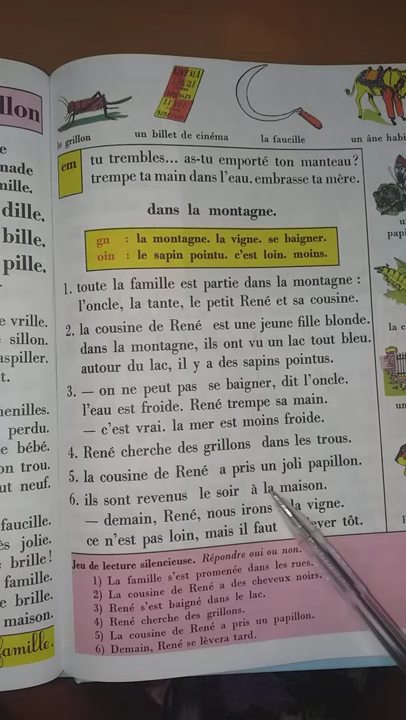 llon
nade
mille.
dille,
bille,
pille.
vrille.
sillon.
aspiller.
t.
henilles.
perdu.
e bébé.
on trou.
ut neuf.
faucille.
ès jolie.
brille !
famille.
e brille.
maison.
famille.
le grillon
un billet de cinéma
la faucille
un âne habi
em
tu trembles... as-tu emporté ton manteau ?
trempe ta main dans l'eau. embrasse ta mère.
dans la montagne.
gn : la montagne. la vigne. se baigner.
oin : le sapin pointu. c'est loin. moins.
1. toute la famille est partie dans la montagne :
l'oncle, la tante, le petit René et sa cousine.
2. la cousine de René est une jeune fille blonde.
dans la montagne, ils ont vu un lac tout bleu.
autour du lac, il y a des sapins pointus.
3. — on ne peut pas se baigner, dit l'oncle.
l'eau est froide. René trempe sa main.
— c'est vrai. la mer est moins froide.
4. René cherche des grillons dans les trous.
5. la cousine de René a pris un joli papillon.
6. ils sont revenus le soir à la maison.
— demain, René, nous irons la vigne.
ce n'est pas loin, mais il faut lever tôt.
Jeu de lecture silencieuse. Répondre oui ou non.
1) La famille s'est promenée dans les rues.
2) La cousine de René a des cheveux noirs.
3) René s'est baigné dans le lac.
4) René cherche des grillons.
5) La cousine de René a pris un papillon.
6) Demain, René se lèvera tard.
papi
la c
un